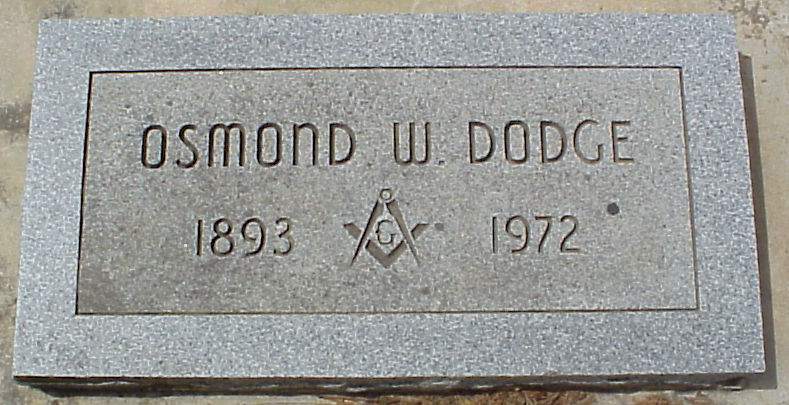 OSMOND W. DODGE
1893 G 1972